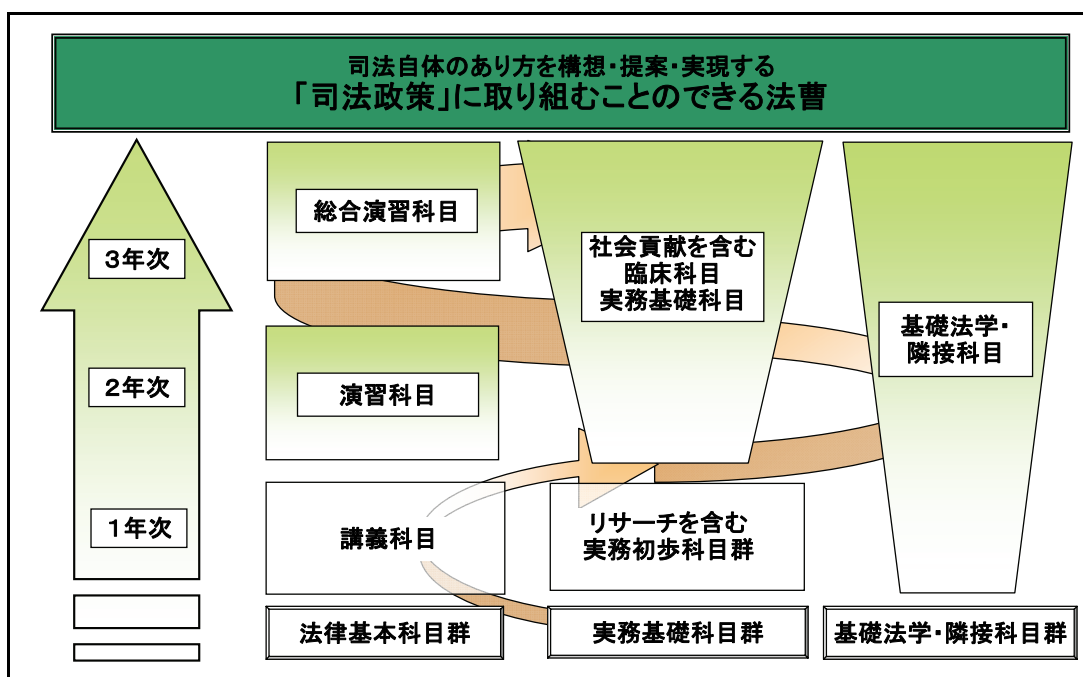 司法自体のあり方を構想・提案・実現する
「司法政策」に取り組むことのできる法曹
3年次
2年次
1年次
総合演習科目
演習科目
講義科目
法律基本科目群
社会貢献を含む
臨床科目
実務基礎科目
リサーチを含む
実務初歩科目群
実務基礎科目群
基礎法学・
隣接科目
基礎法学・隣接科目群